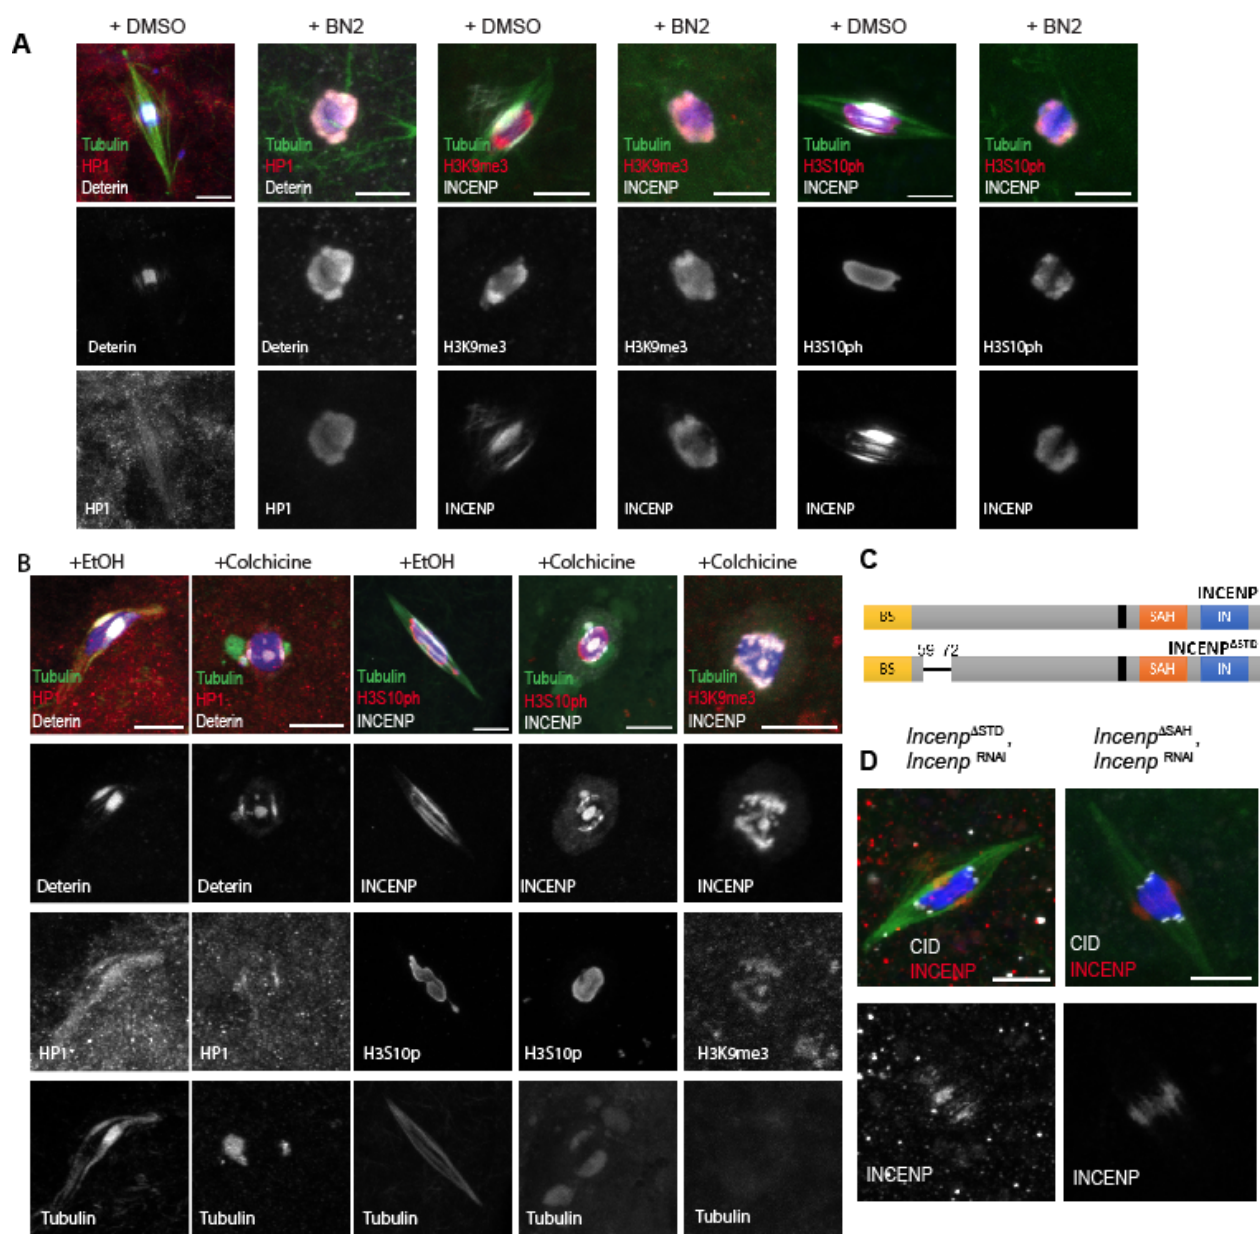 + DMSO + BN2 + DMSO + BN2 + DMSO + BN2
A
Tubulin Tubulin Tubulin Tubulin Tubulin Tubulin
HP1 HP1 H3K9me3 H3K9me3 H3S10ph H3S10ph
Deterin Deterin INCENP INCENP INCENP INCENP
Deterin Deterin H3K9me3 H3K9me3 H3S10ph H3S10ph
HP1 HP1 INCENP INCENP INCENP INCENP
B
+EtOH +Colchicine +EtOH +Colchicine +Colchicine
Tubulin Tubulin Tubulin Tubulin Tubulin
HP1 HP1 H3S10ph H3S10ph H3K9me3
Deterin Deterin INCENP INCENP INCENP
Deterin Deterin INCENP INCENP INCENP
HP1 HP1 H3S10p H3S10p H3K9me3
Tubulin Tubulin Tubulin Tubulin Tubulin
C
INCENP
BS SAH IN
INCENP ΔSTD
59 72
BS SAH IN
D
Incenp ΔSTD, Incenp ΔSAH,
Incenp RNAI Incenp RNAI
CID CID
INCENP INCENP
INCENP INCENP